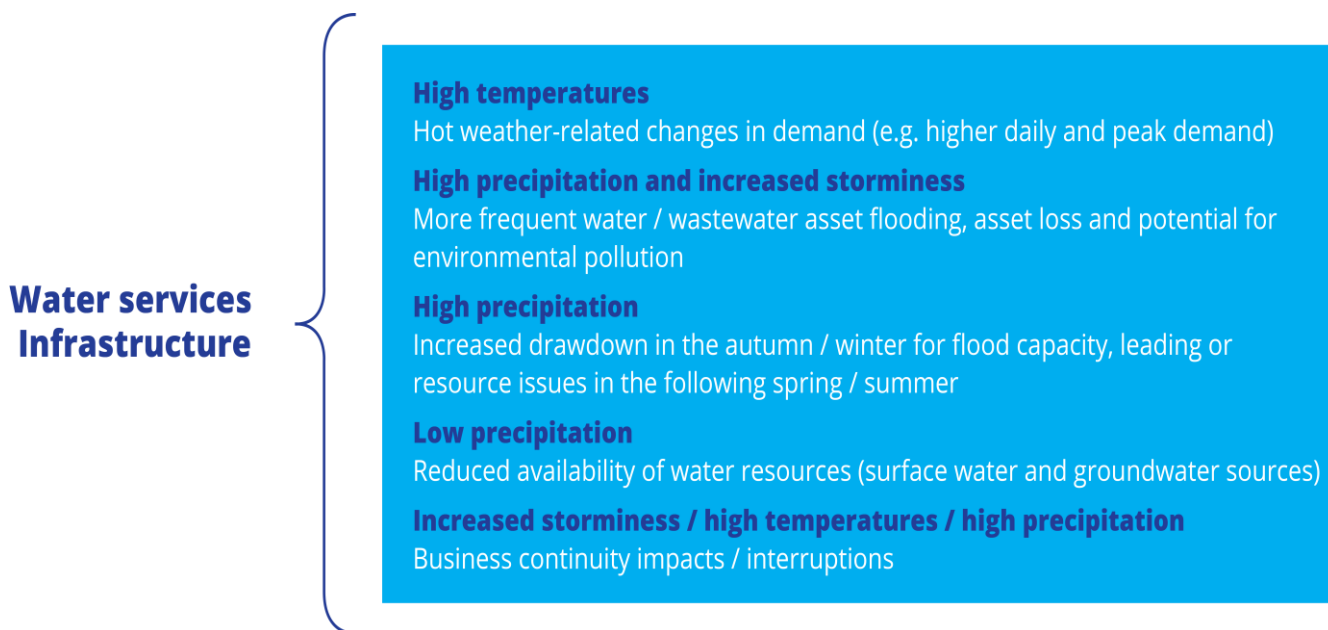 Water services
Infrastructure
High temperatures
Hot weather-related changes in demand (e.g. higher daily and peak demand)
High precipitation and increased storminess
More frequent water / wastewater asset flooding, asset loss and potential for
environmental pollution
High precipitation
Increased drawdown in the autumn / winter for flood capacity, leading or
resource issues in the following spring / summer
Low precipitation
Reduced availability of water resources (surface water and groundwater sources)
Increased storminess / high temperatures / high precipitation
Business continuity impacts / interruptions